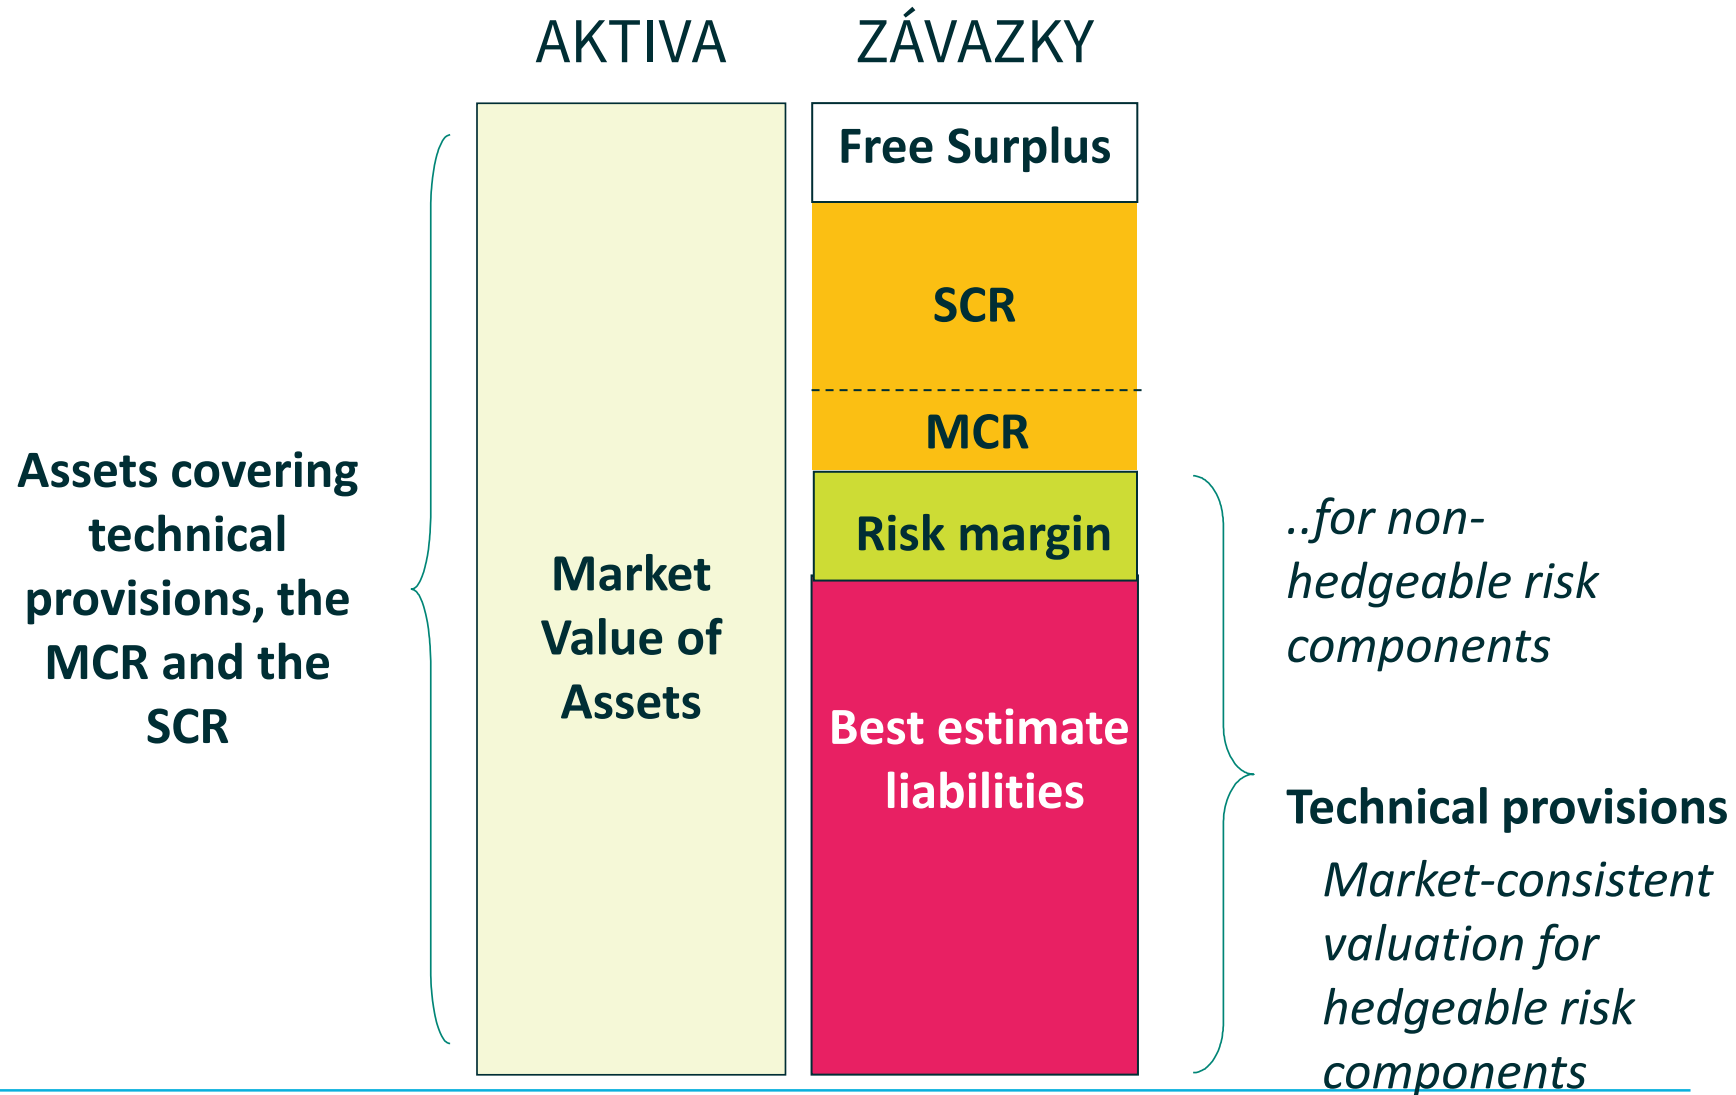 AKTIVA
ZÁVAZKY
Assets covering
technical
provisions, the
MCR and the
SCR
Market
Value of
Assets
Free Surplus
SCR
MCR
Risk margin
Best estimate
liabilities
..for non-
hedgeable risk
components
Technical provisions
Market-consistent
valuation for
hedgeable risk
components